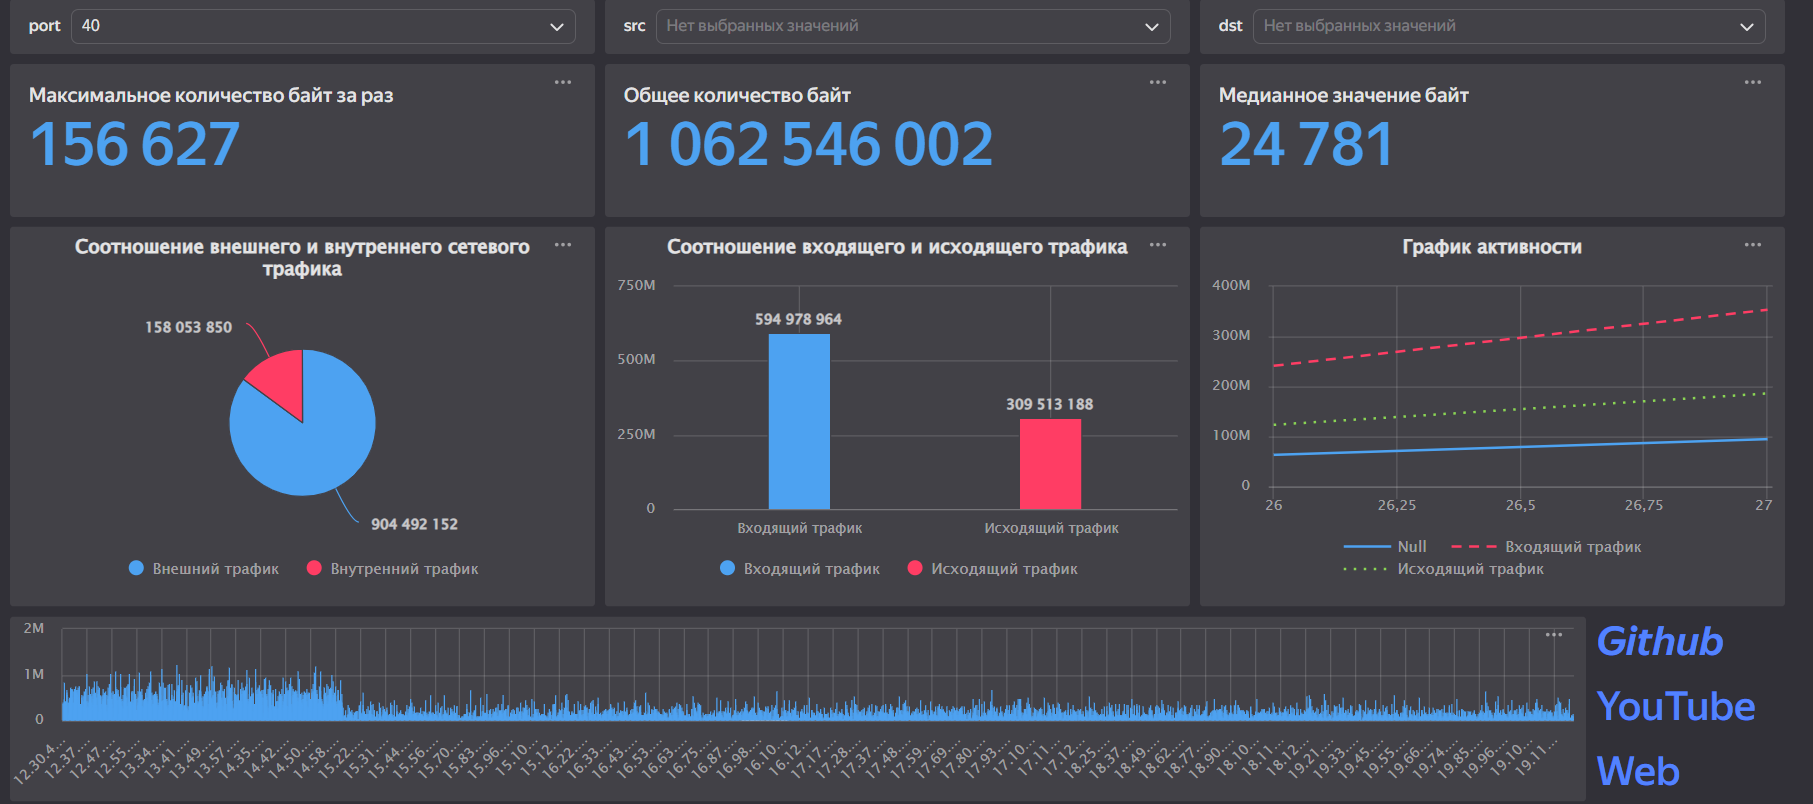 port 40 src Нет выбранных значений dst Нет выбранных значений
Максимальное количество байт за раз
156 627
Общее количество байт
1 062 546 002
Медианное значение байт
24 781
Соотношение внешнего и внутреннего сетевого
трафика
158 053 850
904 492 152
Внешний трафик Внутренний трафик
Соотношение входящего и исходящего трафика
750M
594 978 964
500M
309 513 188
250M
0
Входящий трафик Исходящий трафик
Входящий трафик Исходящий трафик
График активности
400M
300M
200M
100M
0
26 26,25 26,5 26,75 27
Null Входящий трафик
Исходящий трафик
2M
1M
0
12.30.4... 12.37... 12.47... 12.55... 13.34... 13.41... 13.49... 13.57... 14.35... 14.42... 14.50... 14.58... 15.22... 15.31... 15.44... 15.56... 15.70... 15.83... 15.96... 15.10... 15.12... 16.22... 16.33... 16.43... 16.53... 16.63... 16.75... 16.87... 16.98... 16.10... 16.12... 17.17... 17.28... 17.37... 17.48... 17.59... 17.69... 17.80... 17.93... 17.10... 17.11... 17.12... 18.25... 18.37... 18.49... 18.62... 18.77... 18.90... 18.10... 18.11... 18.12... 19.21... 19.33... 19.45... 19.55... 19.66... 19.74... 19.85... 19.96... 19.10... 19.11...
Github
YouTube
Web